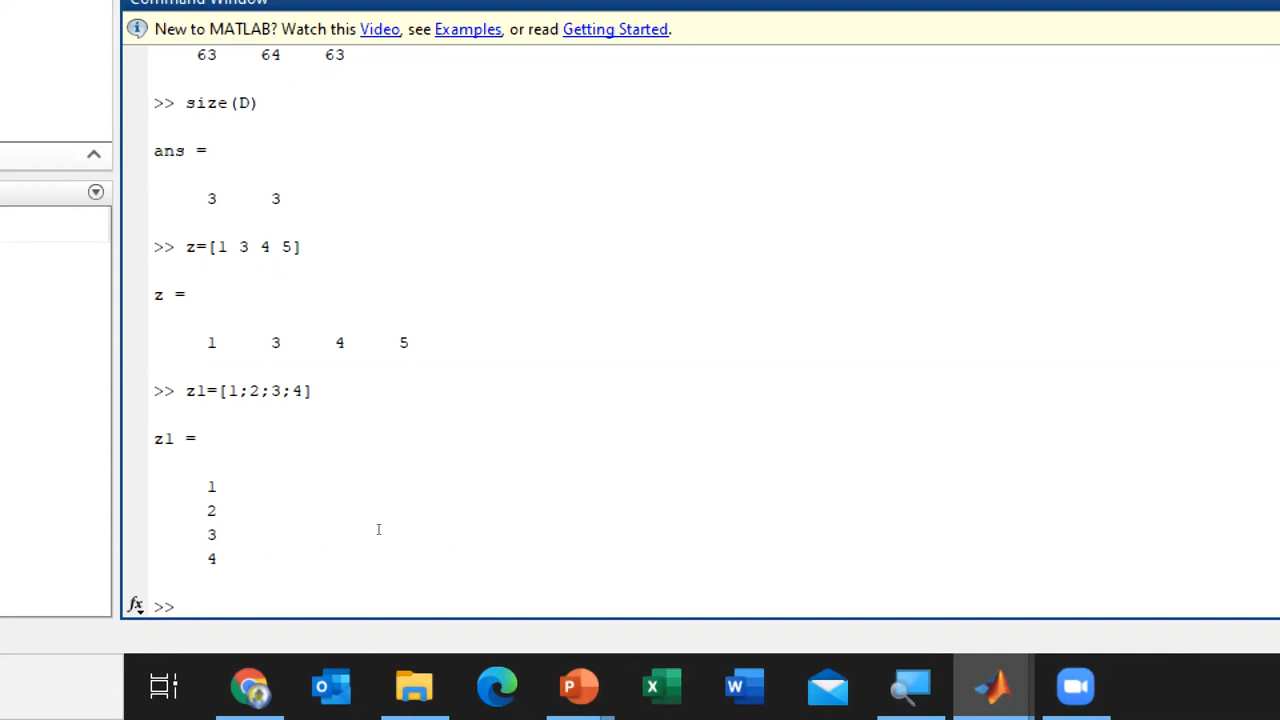 Command Window
New to MATLAB? Watch this Video, see Examples, or read Getting Started.
63 64 63
>> size(D)
ans =
3 3
>> z=[1 3 4 5]
z =
1 3 4 5
>> z1=[1;2;3;4]
z1 =
1
2
3
4
fx >>